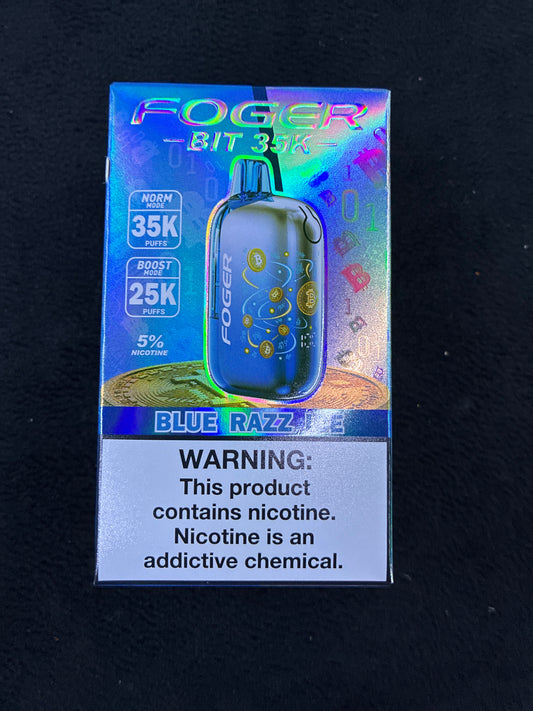 FOGER
BIT 35K
NORM
MODE
35K
PUFFS
BOOST
MODE
25K
PUFFS
5%
NICOTINE
FOGER
BLUE RAZZ ICE
WARNING:
This product
contains nicotine.
Nicotine is an
addictive chemical.